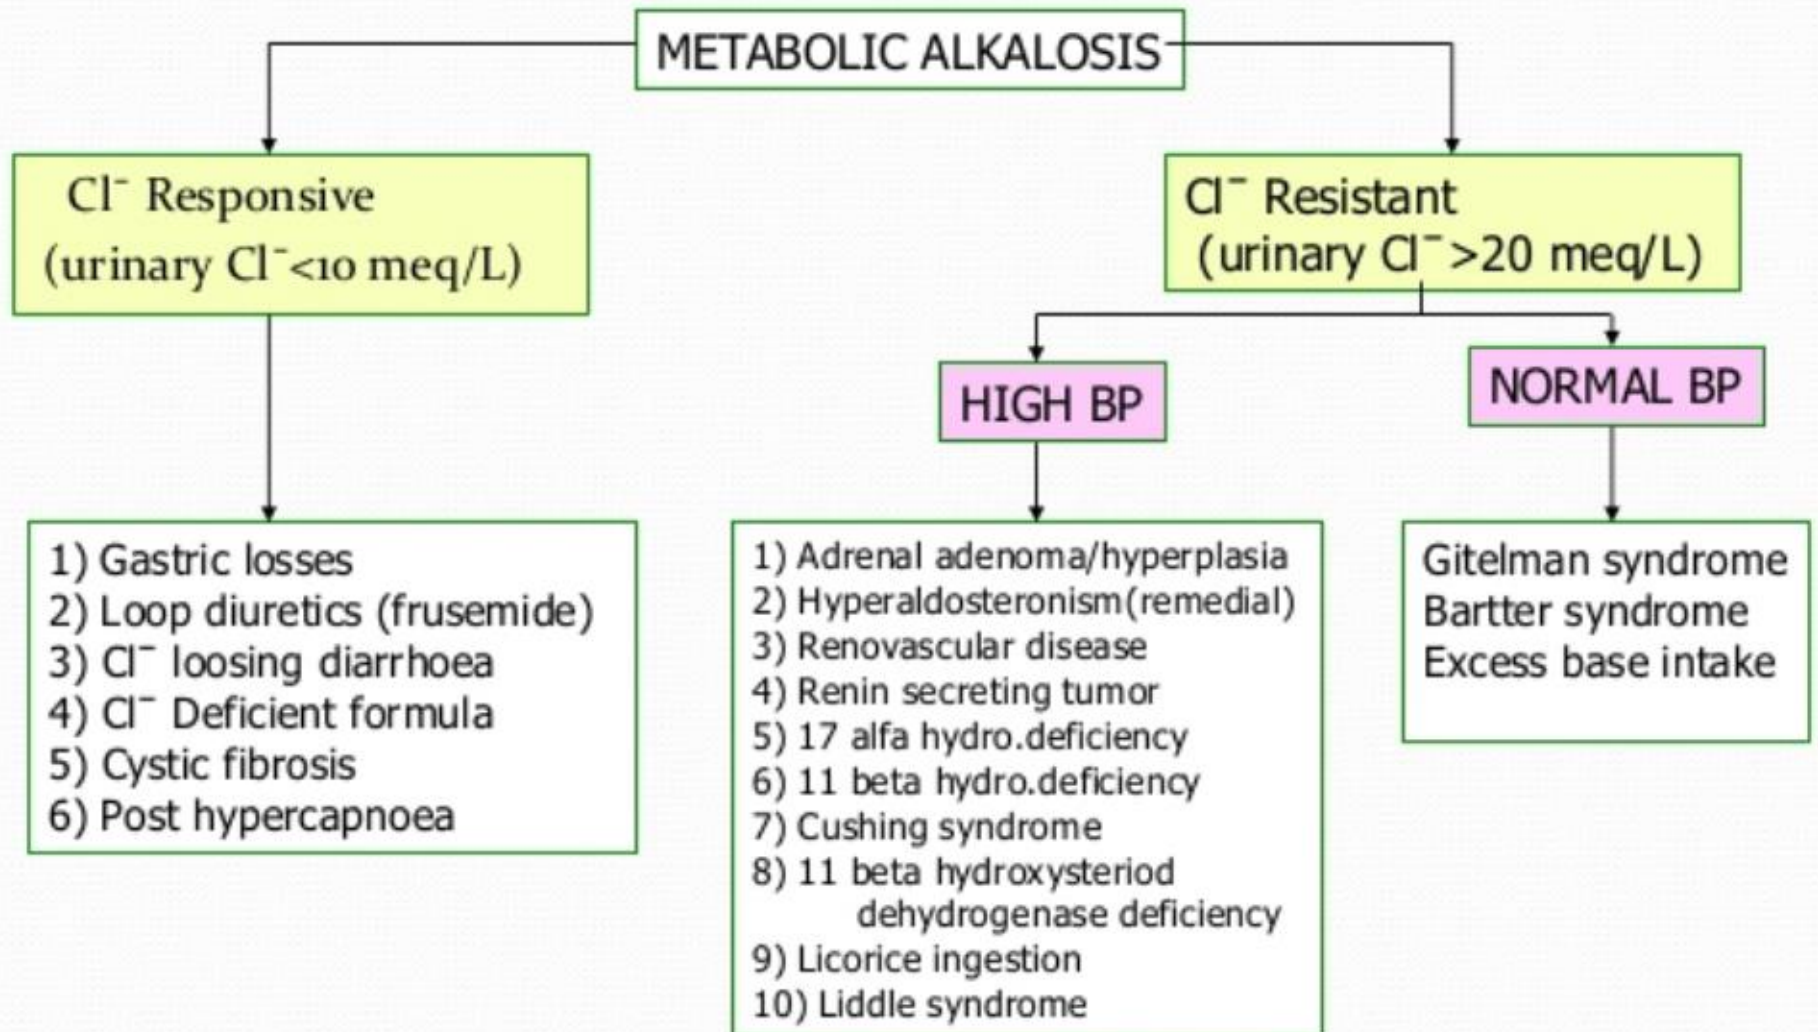 METABOLIC ALKALOSIS
Cl⁻ Responsive
(urinary Cl⁻<10 meq/L)
Cl⁻ Resistant
(urinary Cl⁻>20 meq/L)
HIGH BP
NORMAL BP
1) Gastric losses
2) Loop diuretics (frusemide)
3) Cl⁻ loosing diarrhoea
4) Cl⁻ Deficient formula
5) Cystic fibrosis
6) Post hypercapnoea
1) Adrenal adenoma/hyperplasia
2) Hyperaldosteronism(remedial)
3) Renovascular disease
4) Renin secreting tumor
5) 17 alfa hydro.deficiency
6) 11 beta hydro.deficiency
7) Cushing syndrome
8) 11 beta hydroxysteriod
dehydrogenase deficiency
9) Licorice ingestion
10) Liddle syndrome
Gitelman syndrome
Bartter syndrome
Excess base intake